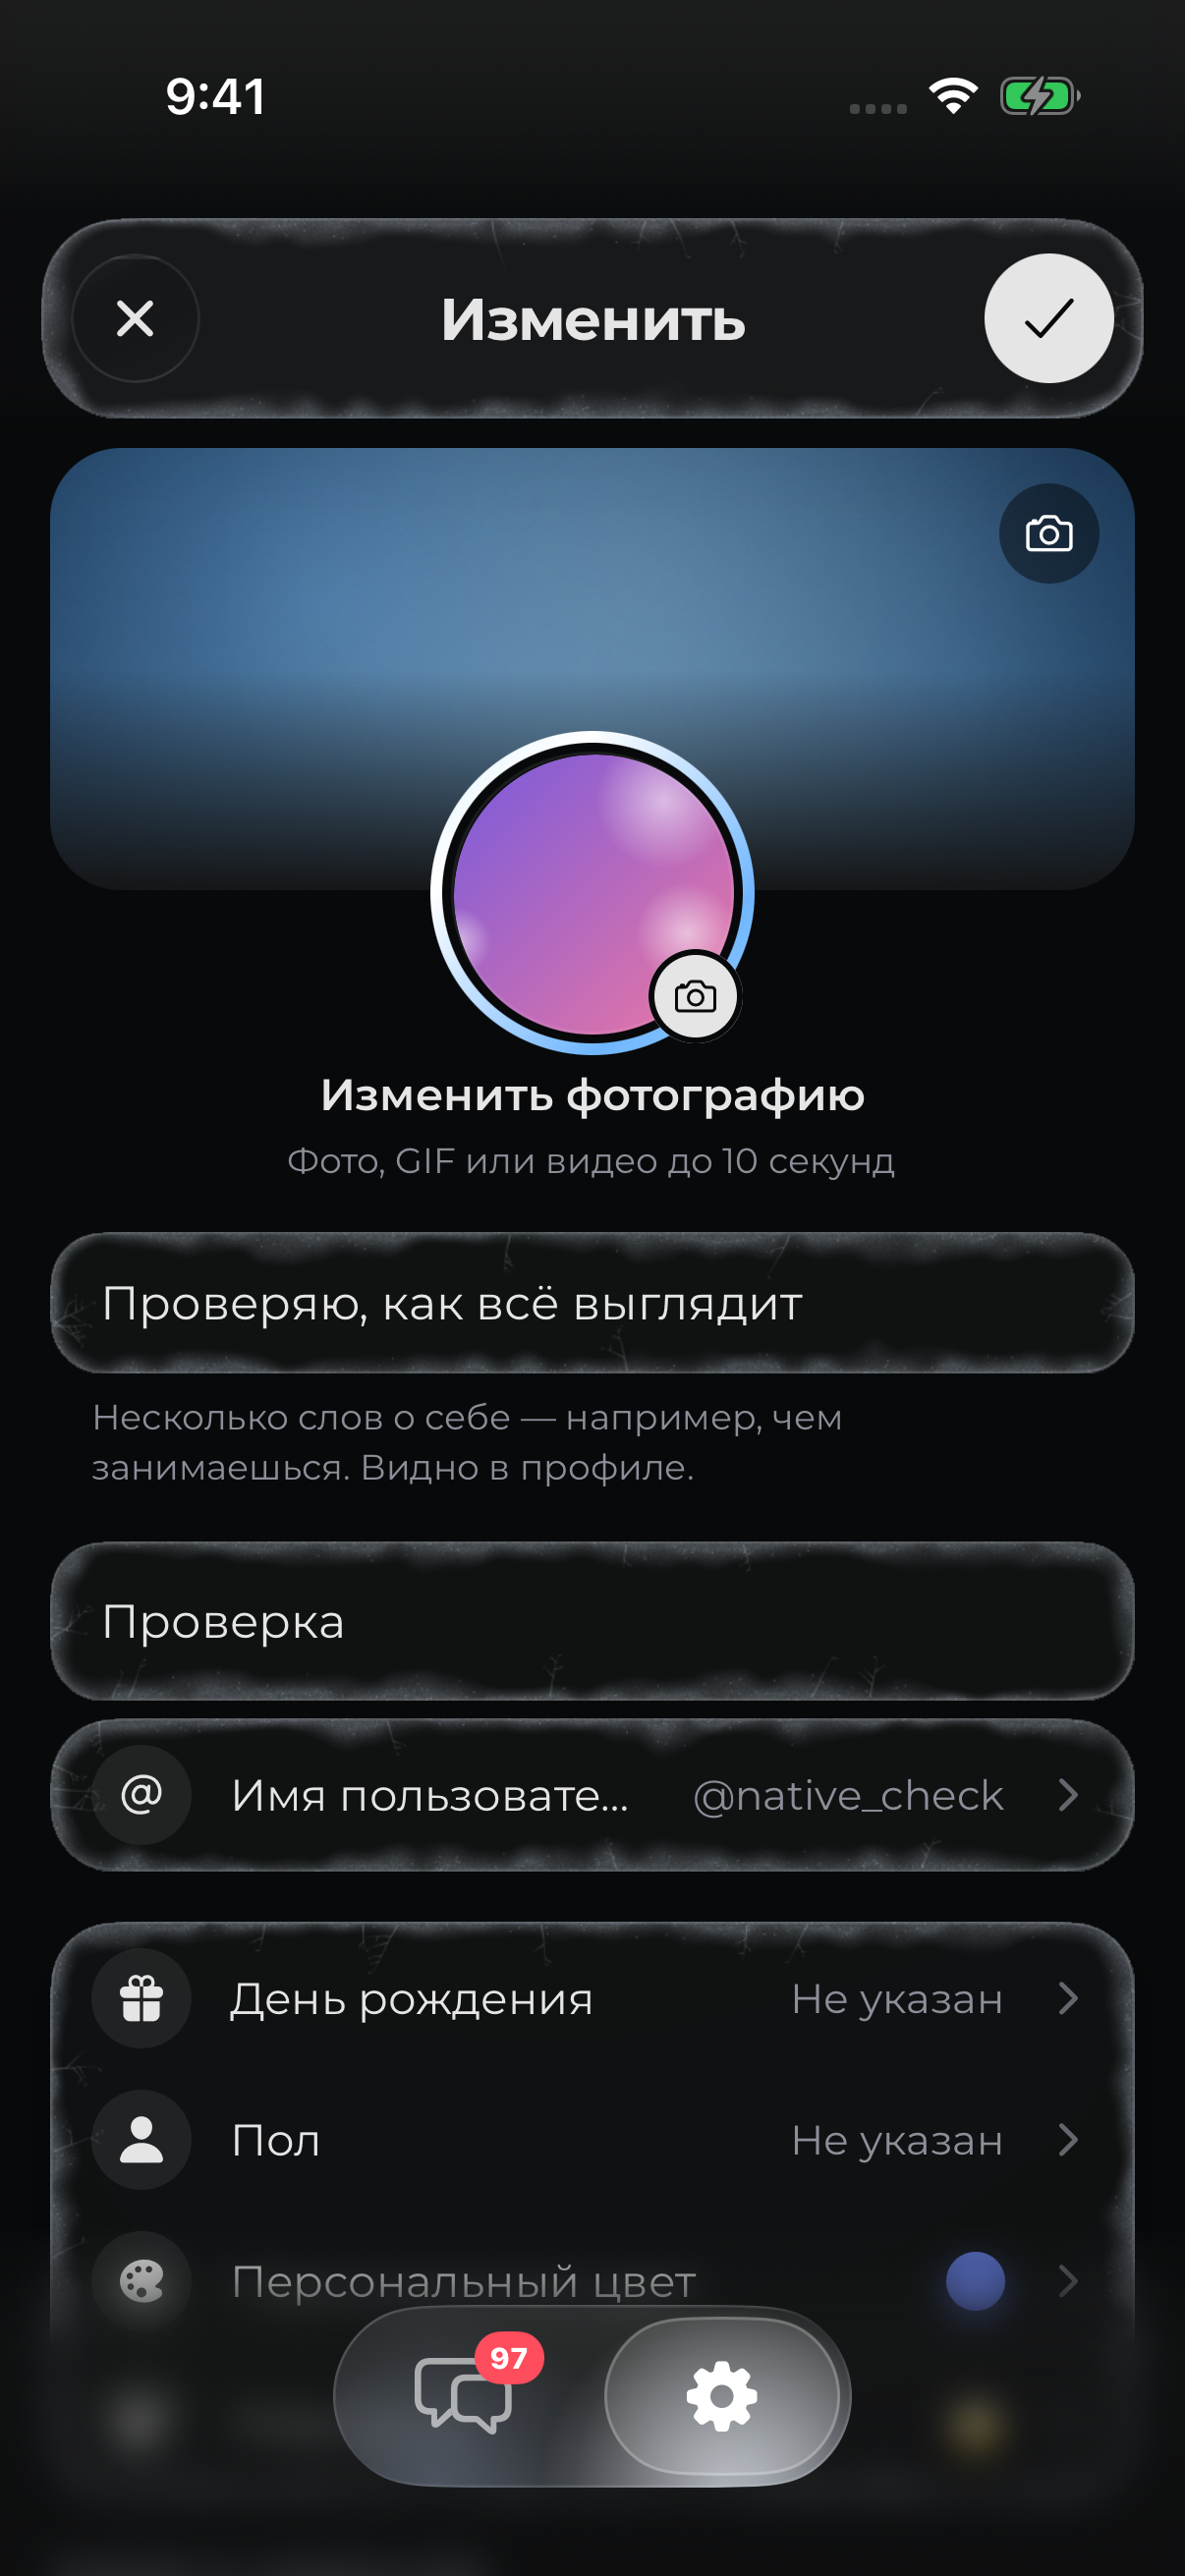 9:41
Изменить
Изменить фотографию
Фото, GIF или видео до 10 секунд
Проверяю, как всё выглядит
Несколько слов о себе — например, чем
занимаешься. Видно в профиле.
Проверка
@ Имя пользовате... @native_check
День рождения Не указан
Пол Не указан
Персональный цвет
97